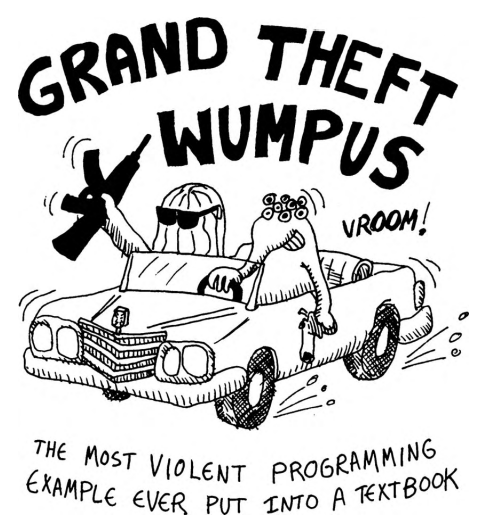 GRAND THEFT
WUMPUS
VROOM!
THE MOST VIOLENT PROGRAMMING
EXAMPLE EVER PUT INTO A TEXTBOOK